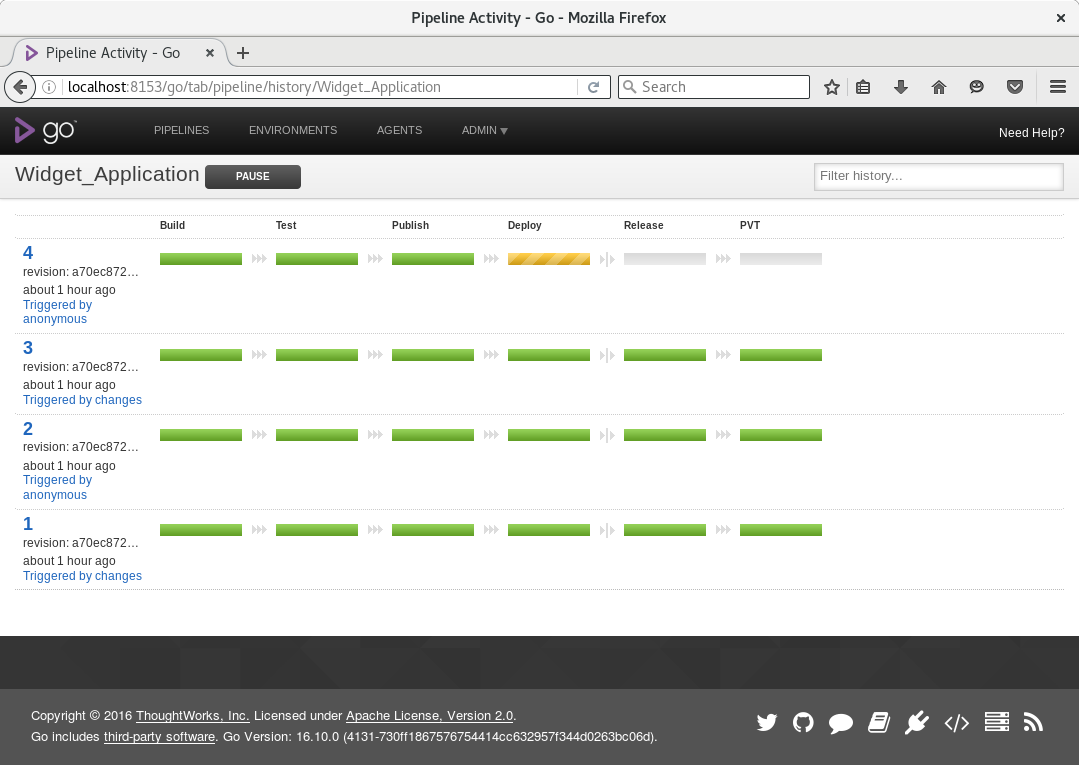 Pipeline Activity - Go - Mozilla Firefox
Pipeline Activity - Go
localhost:8153/go/tab/pipeline/history/Widget_Application
Search
go™
PIPELINES ENVIRONMENTS AGENTS ADMIN
Need Help?
Widget_Application PAUSE
Filter history...
Build Test Publish Deploy Release PVT
4
revision: a70ec872…
about 1 hour ago
Triggered by
anonymous
3
revision: a70ec872…
about 1 hour ago
Triggered by changes
2
revision: a70ec872…
about 1 hour ago
Triggered by
anonymous
1
revision: a70ec872…
about 1 hour ago
Triggered by changes
Copyright © 2016 ThoughtWorks, Inc. Licensed under Apache License, Version 2.0.
Go includes third-party software. Go Version: 16.10.0 (4131-730ff1867576754414cc632957f344d0263bc06d).